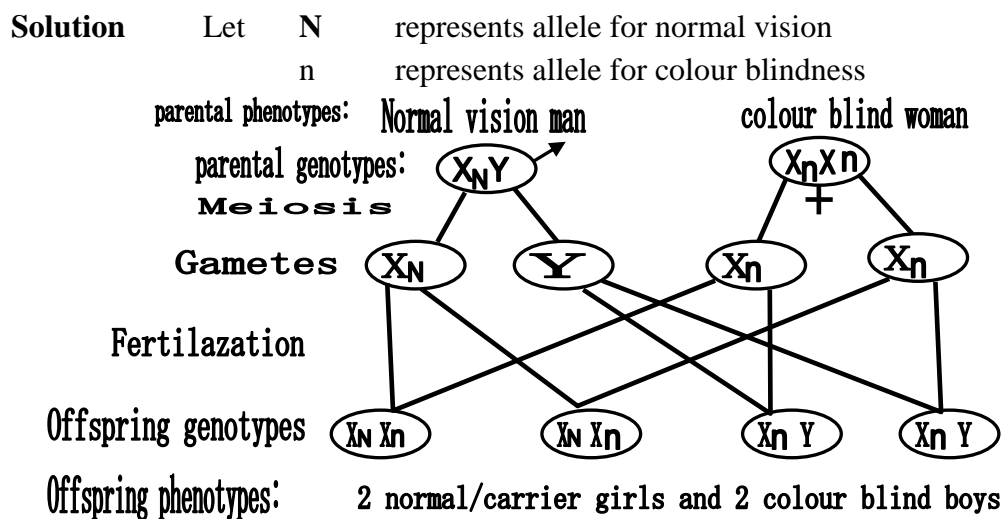 Solution Let N represents allele for normal vision
n represents allele for colour blindness
parental phenotypes: Normal vision man colour blind woman
parental genotypes: XNY XnXn
Meiosis
Gametes XN Y Xn Xn
Fertilazation
Offspring genotypes XN Xn XN Xn Xn Y Xn Y
Offspring phenotypes: 2 normal/carrier girls and 2 colour blind boys